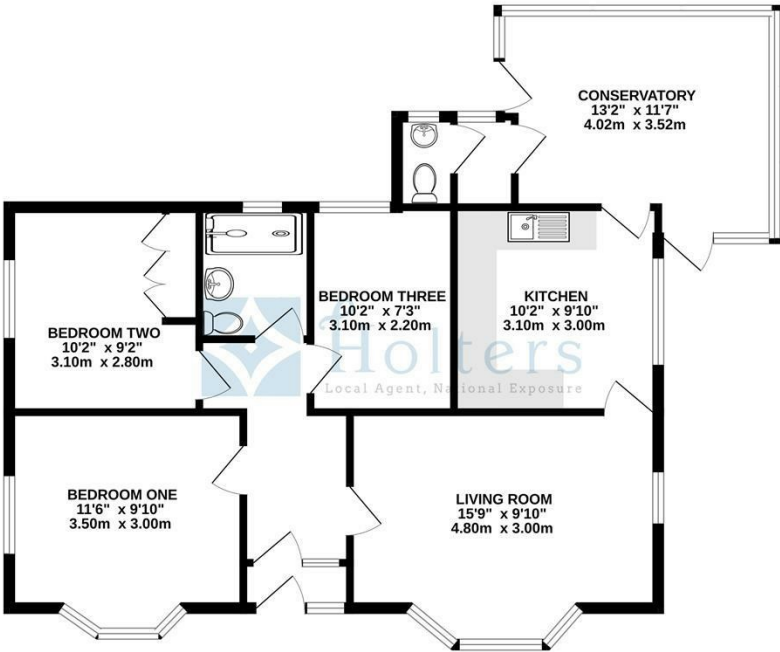 CONSERVATORY
13'2" x 11'7"
4.02m x 3.52m
BEDROOM TWO
10'2" x 9'2"
3.10m x 2.80m
BEDROOM THREE
10'2" x 7'3"
3.10m x 2.20m
KITCHEN
10'2" x 9'10"
3.10m x 3.00m
Holters
Local Agent, National Exposure
BEDROOM ONE
11'6" x 9'10"
3.50m x 3.00m
LIVING ROOM
15'9" x 9'10"
4.80m x 3.00m